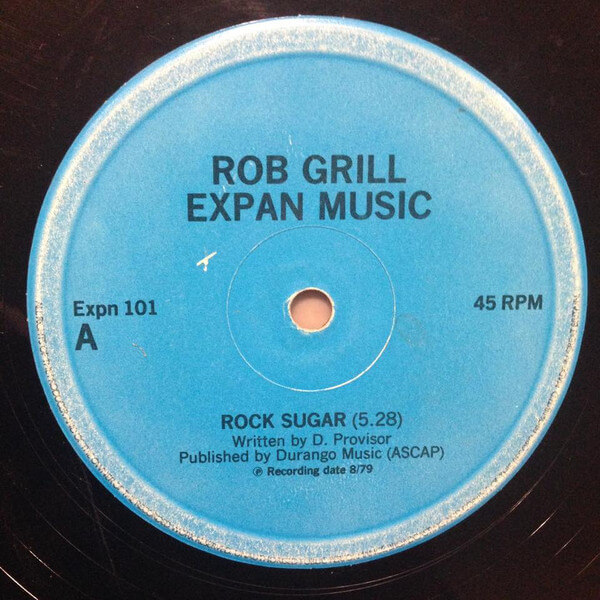 ROB GRILL
EXPAN MUSIC
Expn 101
A
45 RPM
ROCK SUGAR (5.28)
Written by D. Provisor
Published by Durango Music (ASCAP)
℗ Recording date 8/79